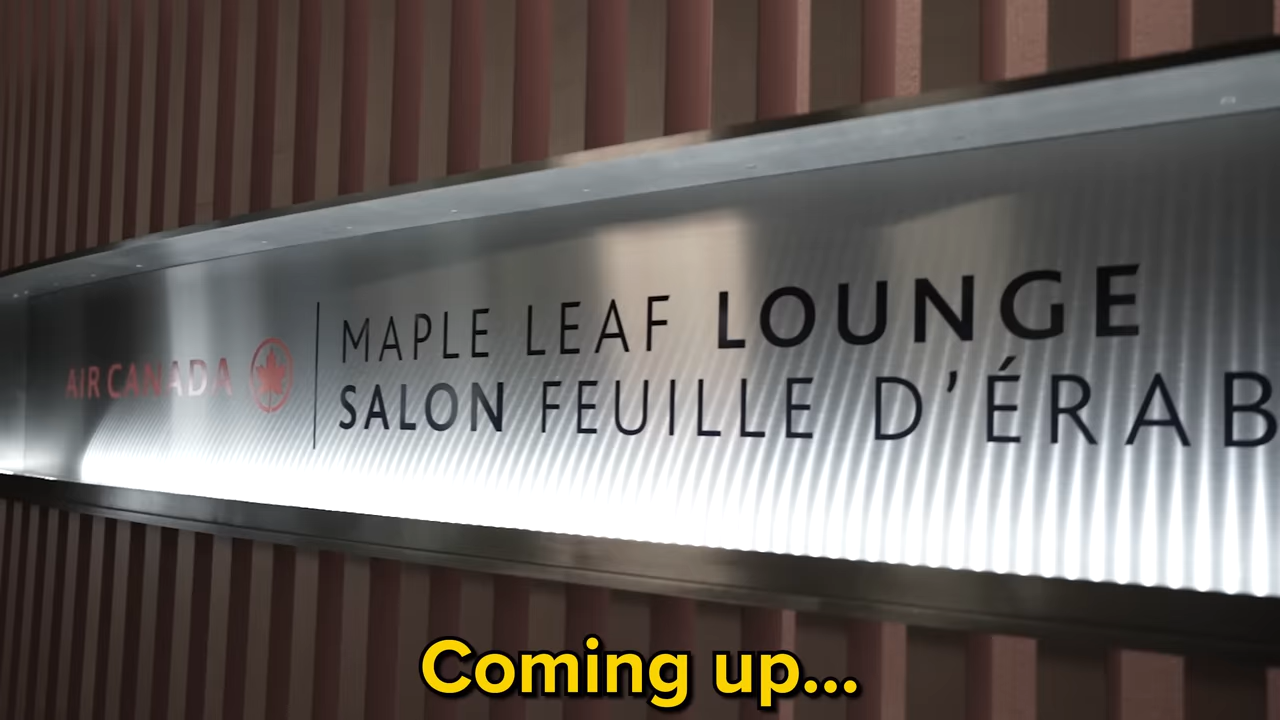 AIR CANADA
MAPLE LEAF LOUNGE
SALON FEUILLE D'ÉRAB
Coming up...